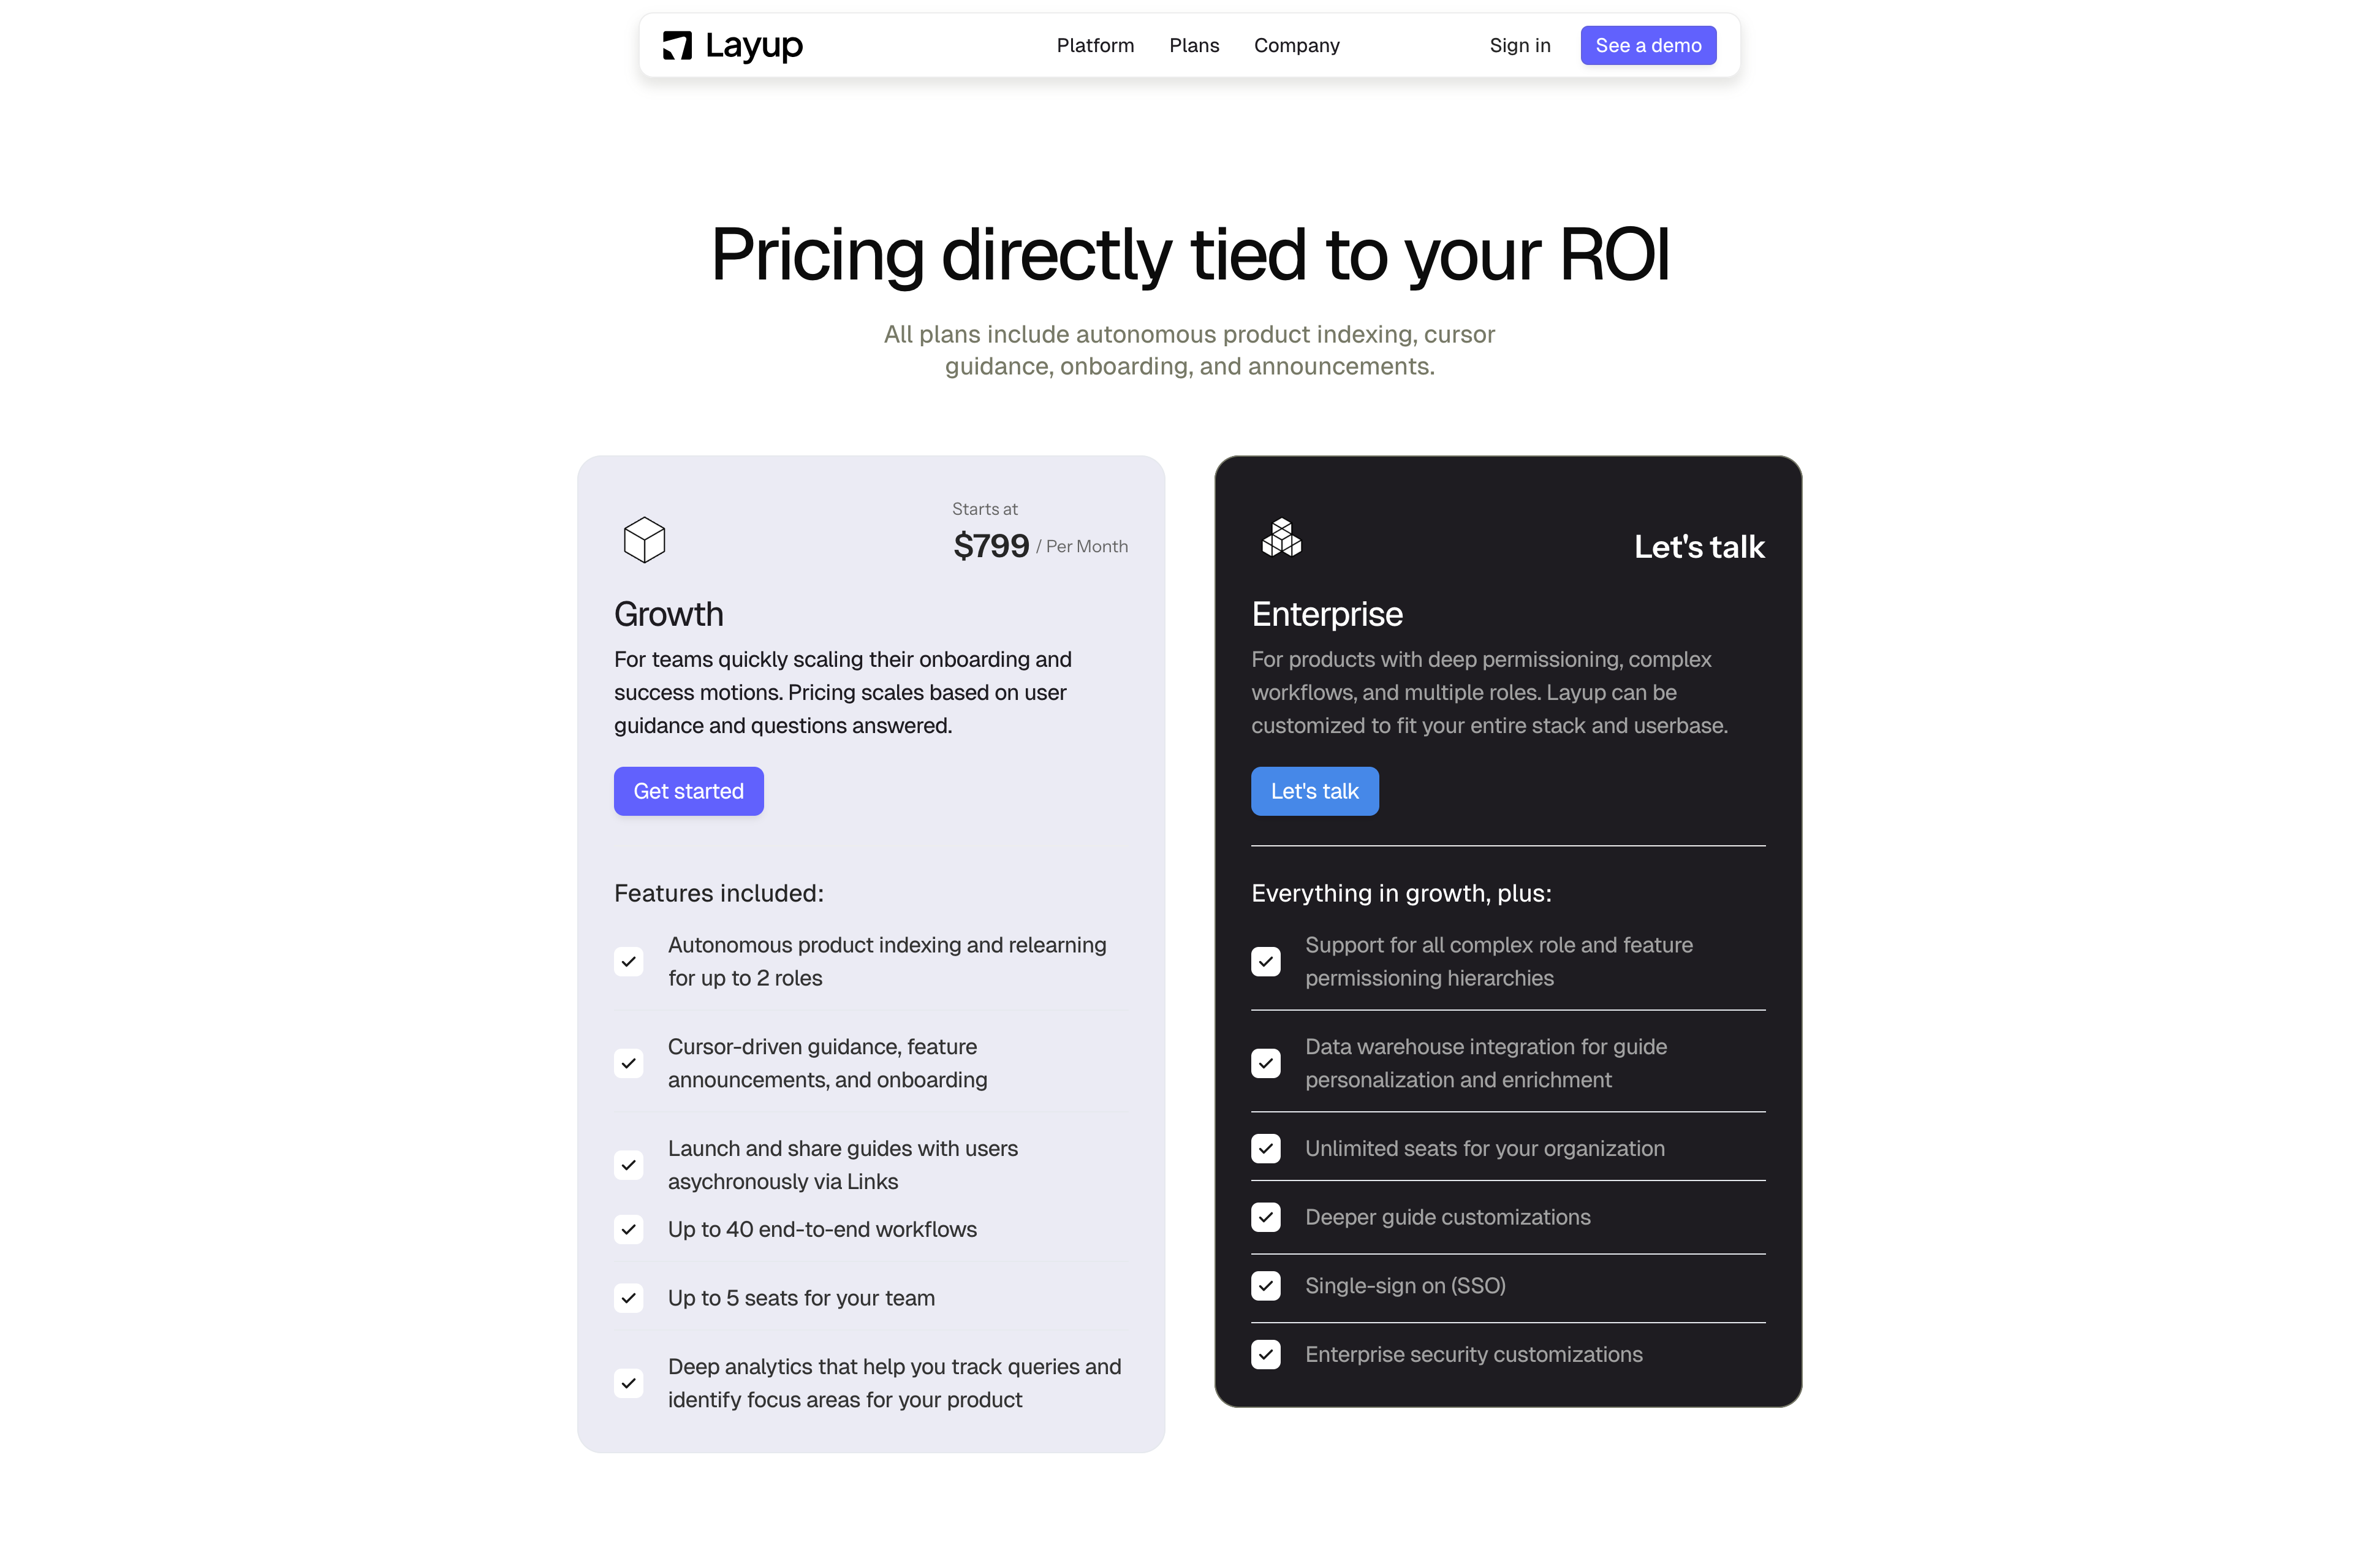 Layup
Platform
Plans
Company
Sign in
See a demo
Pricing directly tied to your ROI
All plans include autonomous product indexing, cursor
guidance, onboarding, and announcements.
Starts at
$799 / Per Month
Growth
For teams quickly scaling their onboarding and
success motions. Pricing scales based on user
guidance and questions answered.
Get started
Features included:
Autonomous product indexing and relearning
for up to 2 roles
Cursor-driven guidance, feature
announcements, and onboarding
Launch and share guides with users
asychronously via Links
Up to 40 end-to-end workflows
Up to 5 seats for your team
Deep analytics that help you track queries and
identify focus areas for your product
Let's talk
Enterprise
For products with deep permissioning, complex
workflows, and multiple roles. Layup can be
customized to fit your entire stack and userbase.
Let's talk
Everything in growth, plus:
Support for all complex role and feature
permissioning hierarchies
Data warehouse integration for guide
personalization and enrichment
Unlimited seats for your organization
Deeper guide customizations
Single-sign on (SSO)
Enterprise security customizations